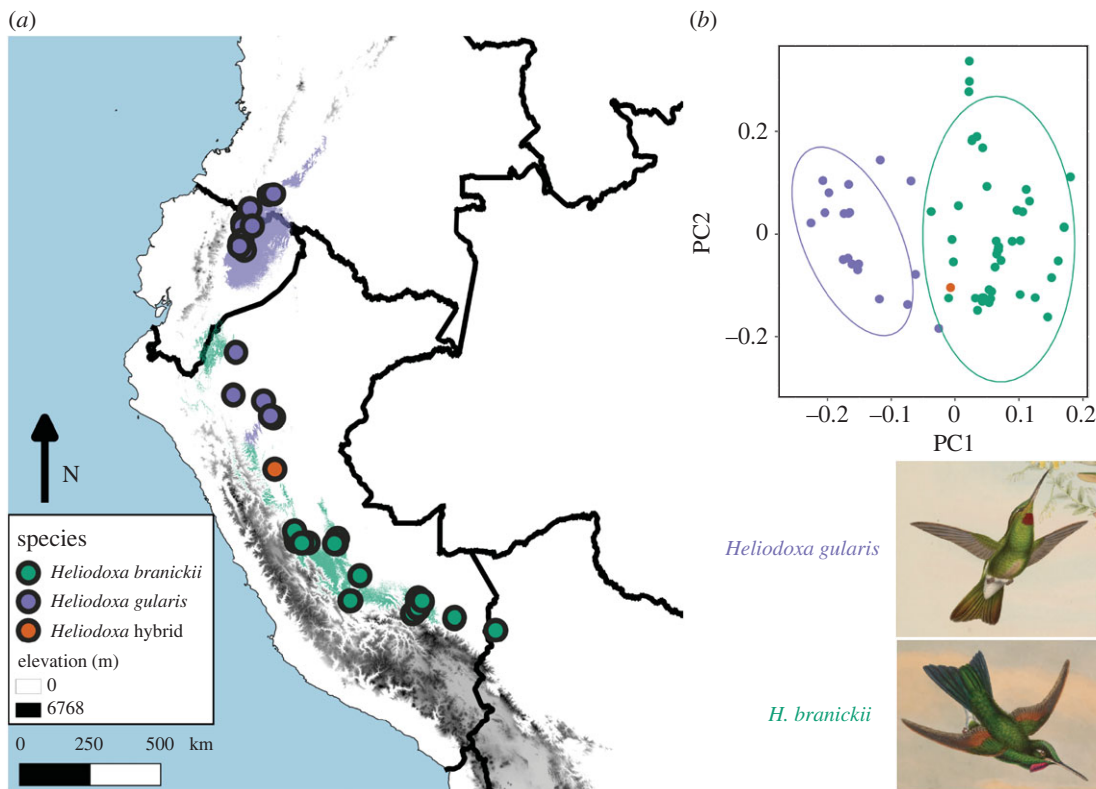 (a)
N
species
Heliodoxa branickii
Heliodoxa gularis
Heliodoxa hybrid
elevation (m)
0
6768
0 250 500 km
(b)
PC2
0.2
0
−0.2
−0.2 −0.1 0 0.1 0.2
PC1
Heliodoxa gularis
H. branickii